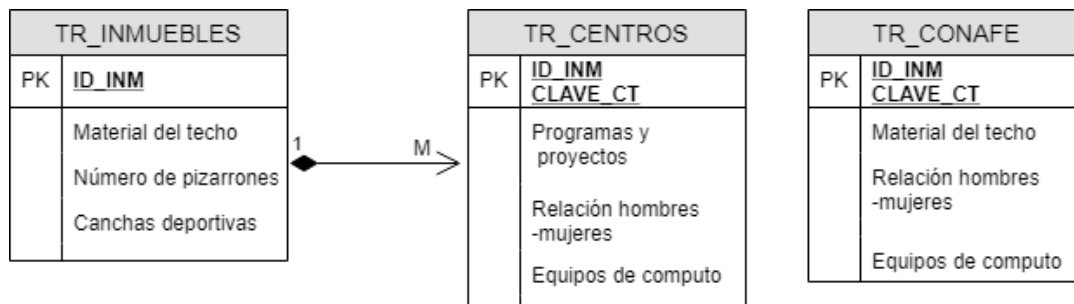 TR_INMUEBLES
PK
ID_INM
Material del techo
Número de pizarrones
Canchas deportivas
1
M
TR_CENTROS
PK
ID_INM
CLAVE_CT
Programas y
proyectos
Relación hombres
-mujeres
Equipos de computo
TR_CONAFE
PK
ID_INM
CLAVE_CT
Material del techo
Relación hombres
-mujeres
Equipos de computo